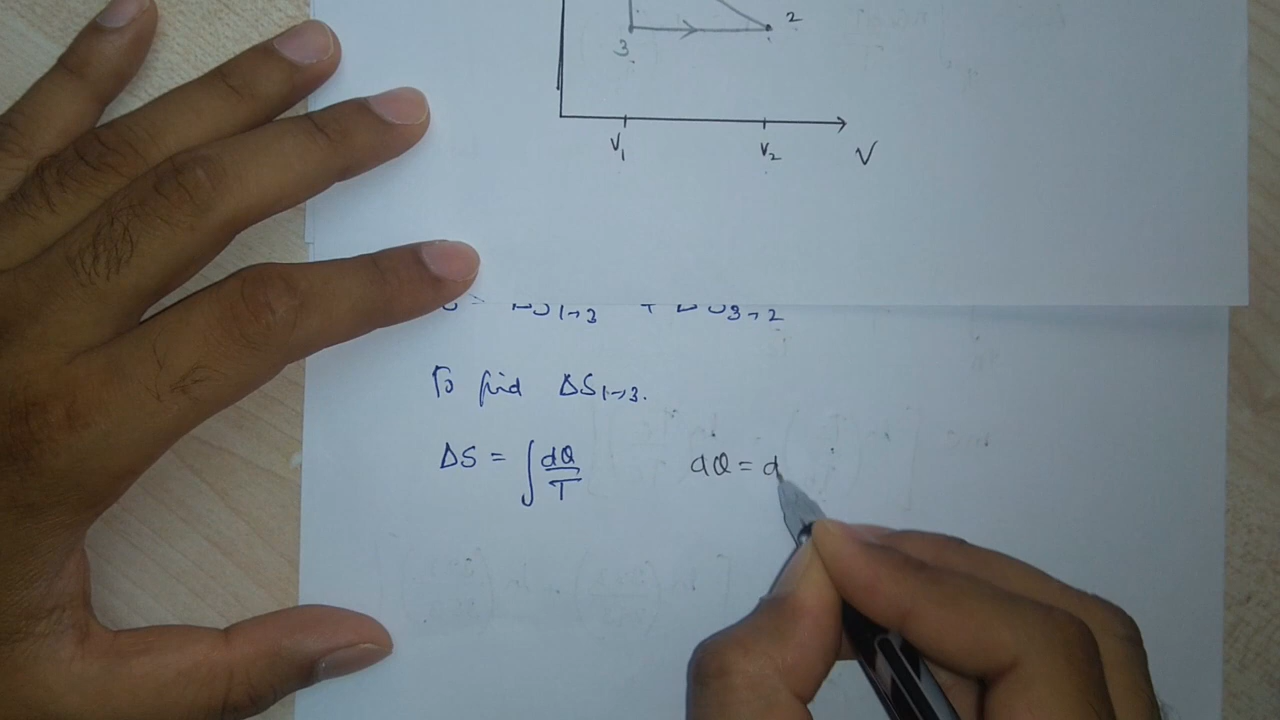 2
3
V₁ V₂ V
To find ΔS₁→₃.
ΔS = ∫ dQ/T dQ = d